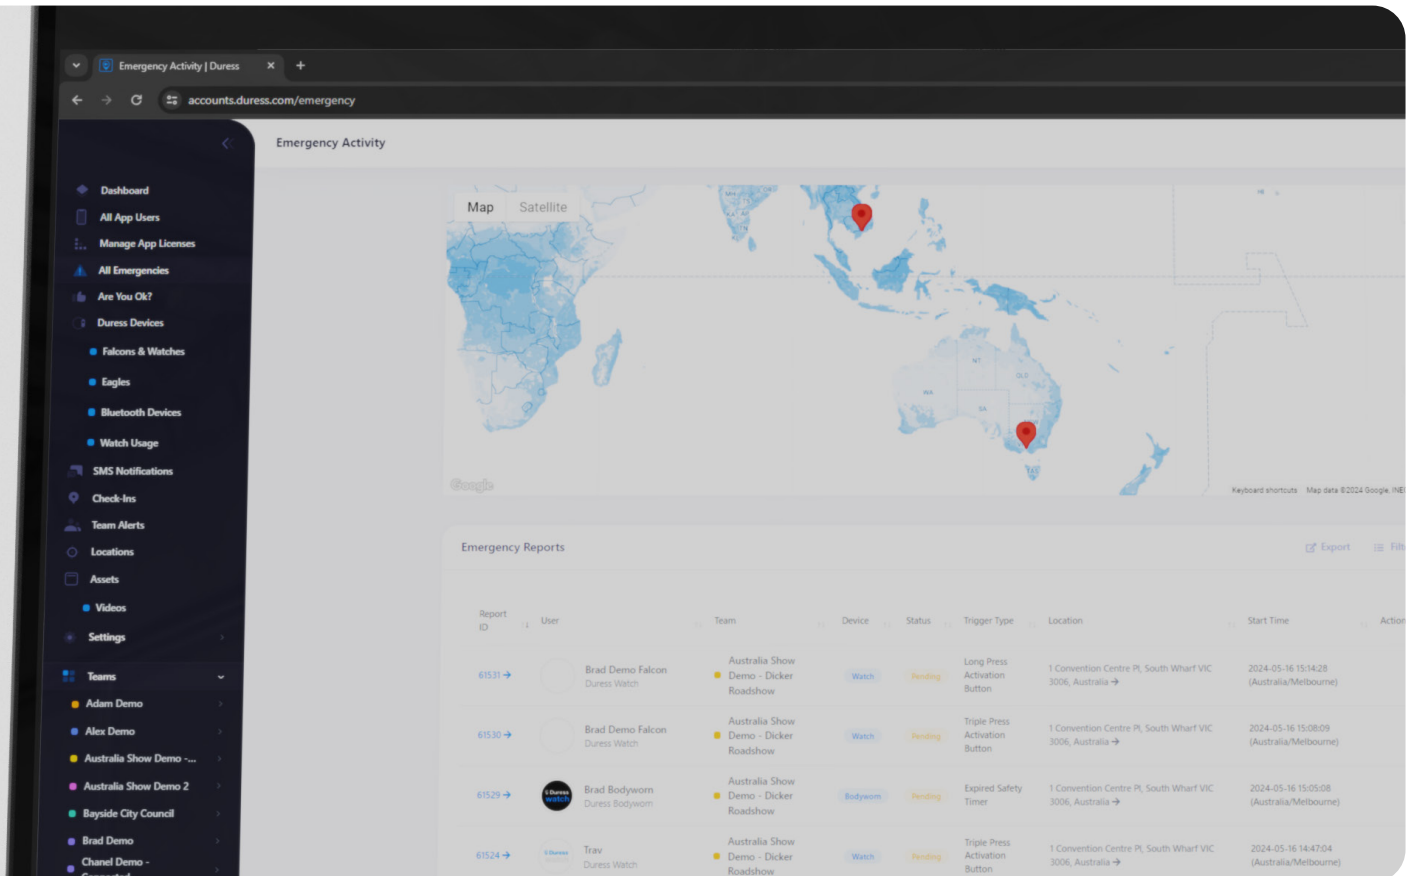 Emergency Activity | Duress
accounts.duress.com/emergency
Emergency Activity
Dashboard
All App Users
Manage App Licenses
All Emergencies
Are You Ok?
Duress Devices
Falcons & Watches
Eagles
Bluetooth Devices
Watch Usage
SMS Notifications
Check-Ins
Team Alerts
Locations
Assets
Videos
Settings
Teams
Adam Demo
Alex Demo
Australia Show Demo -...
Australia Show Demo 2
Bayside City Council
Brad Demo
Chanel Demo -
Map Satellite
NT
QLD
WA
SA
Google
Keyboard shortcuts Map data ©2024 Google, INE
Emergency Reports
Export
Report ID User Team Device Status Trigger Type Location Start Time Action
61531 → Brad Demo Falcon
Duress Watch
Australia Show
Demo - Dicker
Roadshow
Watch
Pending
Long Press
Activation
Button
1 Convention Centre Pl, South Wharf VIC
3006, Australia →
2024-05-16 15:14:28
(Australia/Melbourne)
61530 → Brad Demo Falcon
Duress Watch
Australia Show
Demo - Dicker
Roadshow
Watch
Pending
Triple Press
Activation
Button
1 Convention Centre Pl, South Wharf VIC
3006, Australia →
2024-05-16 15:08:09
(Australia/Melbourne)
61529 →
Duress
watch
Brad Bodyworn
Duress Bodyworn
Australia Show
Demo - Dicker
Roadshow
Bodyworn
Pending
Expired Safety
Timer
1 Convention Centre Pl, South Wharf VIC
3006, Australia →
2024-05-16 15:05:08
(Australia/Melbourne)
61524 →
Duress
Trav
Duress Watch
Australia Show
Demo - Dicker
Roadshow
Watch
Pending
Triple Press
Activation
Button
1 Convention Centre Pl, South Wharf VIC
3006, Australia →
2024-05-16 14:47:04
(Australia/Melbourne)